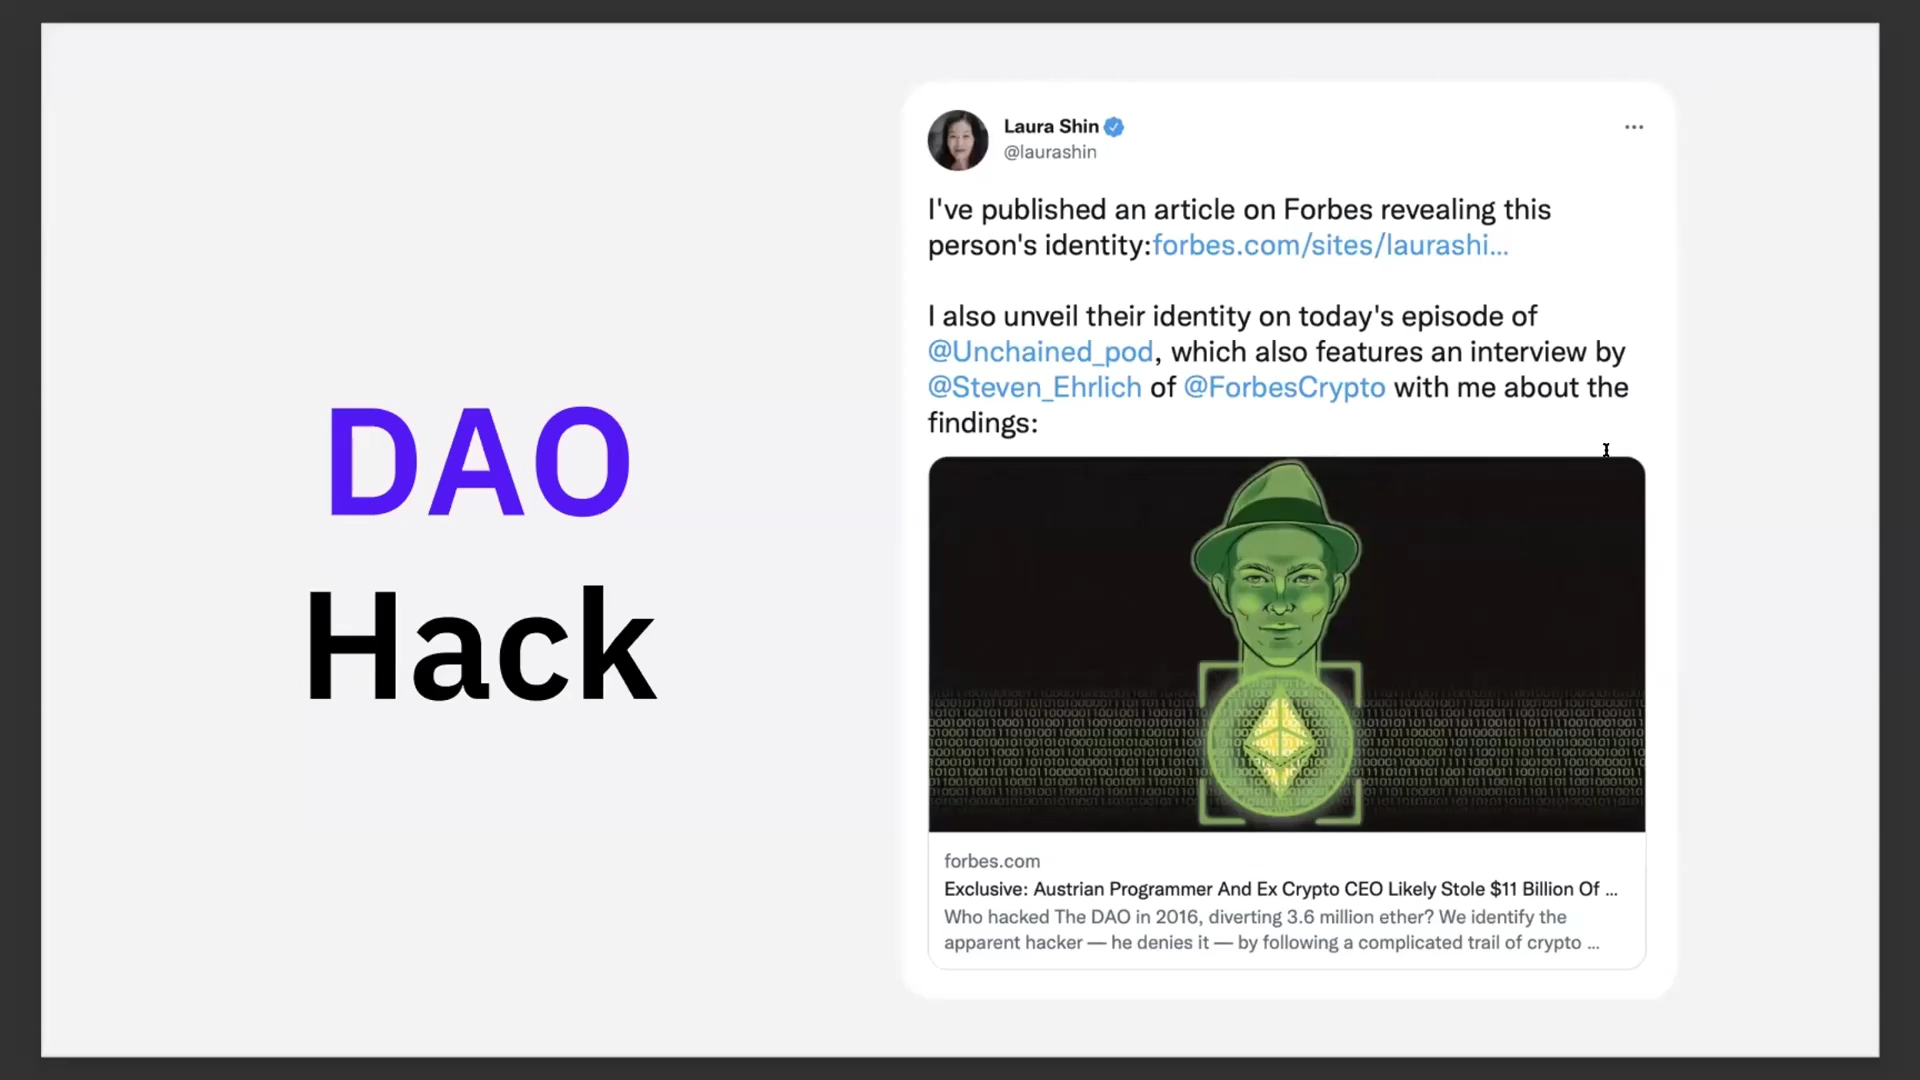 DAO
Hack
Laura Shin
@laurashin
I've published an article on Forbes revealing this
person's identity:forbes.com/sites/laurashi...
I also unveil their identity on today's episode of
@Unchained_pod, which also features an interview by
@Steven_Ehrlich of @ForbesCrypto with me about the
findings:
forbes.com
Exclusive: Austrian Programmer And Ex Crypto CEO Likely Stole $11 Billion Of ...
Who hacked The DAO in 2016, diverting 3.6 million ether? We identify the
apparent hacker — he denies it — by following a complicated trail of crypto ...